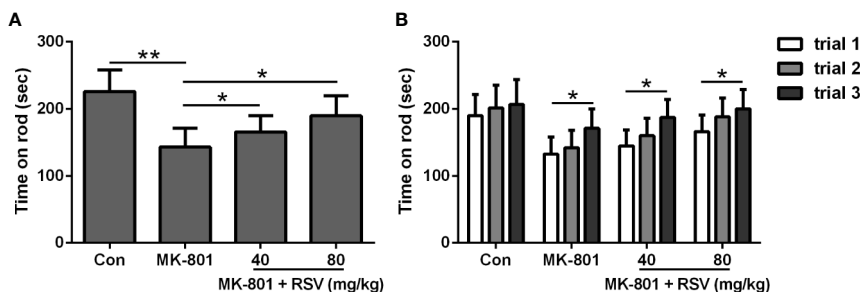 A
Time on rod (sec)
300
200
100
0
**
*
*
Con
MK-801
40
80
MK-801 + RSV (mg/kg)
B
Time on rod (sec)
300
200
100
0
*
*
*
Con
MK-801
40
80
MK-801 + RSV (mg/kg)
trial 1
trial 2
trial 3